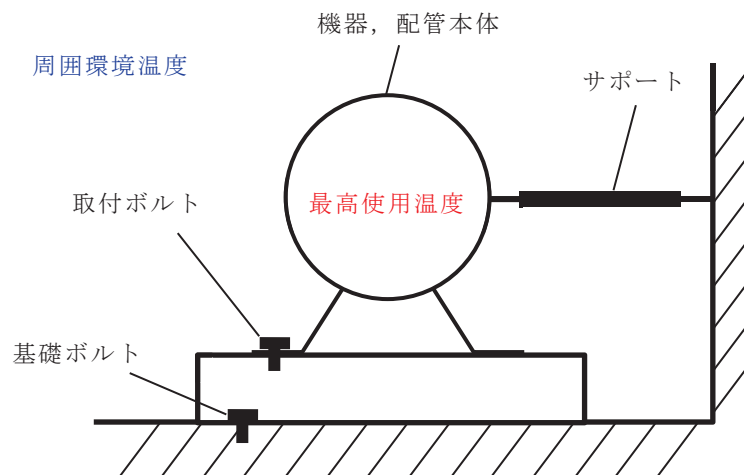 機器，配管本体
周囲環境温度
サポート
取付ボルト
最高使用温度
基礎ボルト